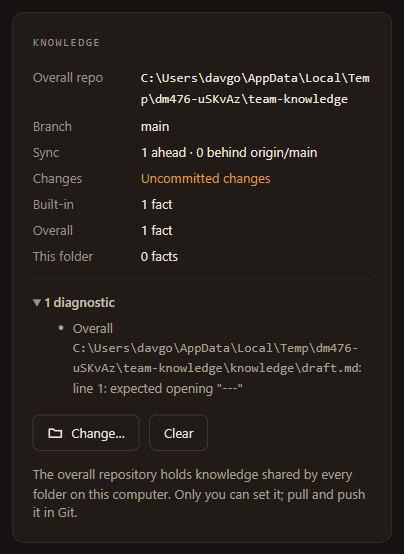 KNOWLEDGE
Overall repo C:\Users\davgo\AppData\Local\Tem
p\dm476-uSKvAz\team-knowledge
Branch main
Sync 1 ahead · 0 behind origin/main
Changes Uncommitted changes
Built-in 1 fact
Overall 1 fact
This folder 0 facts
▼ 1 diagnostic
• Overall
C:\Users\davgo\AppData\Local\Temp\dm476-
uSKvAz\team-knowledge\knowledge\draft.md:
line 1: expected opening "---"
Change... Clear
The overall repository holds knowledge shared by every
folder on this computer. Only you can set it; pull and push
it in Git.